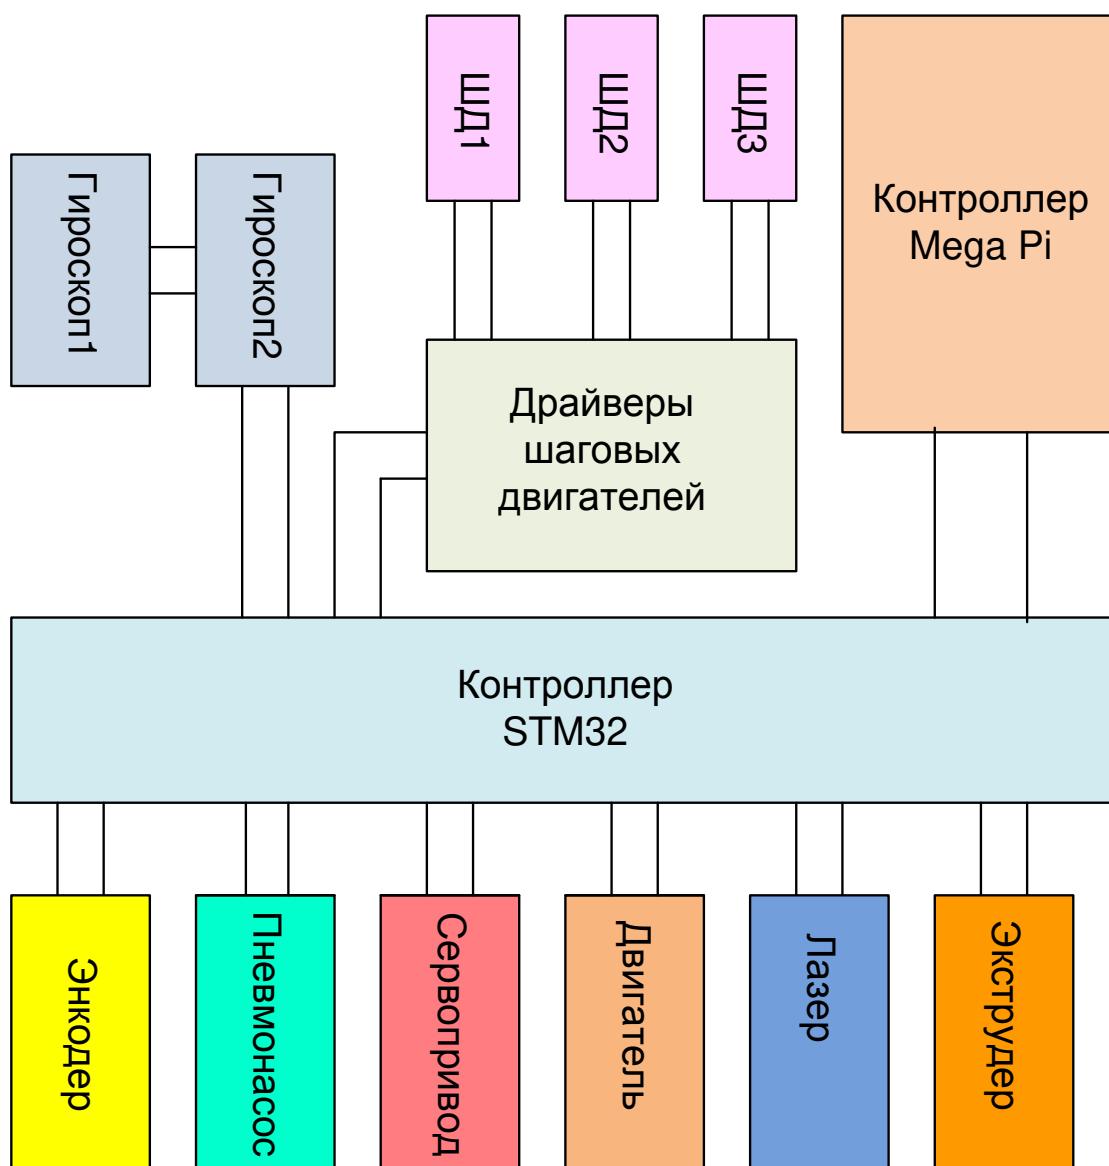 ШД1
ШД2
ШД3
Контроллер
Mega Pi
Гироскоп1
Гироскоп2
Драйверы
шаговых
двигателей
Контроллер
STM32
Энкодер
Пневмонасос
Сервопривод
Двигатель
Лазер
Экструдер